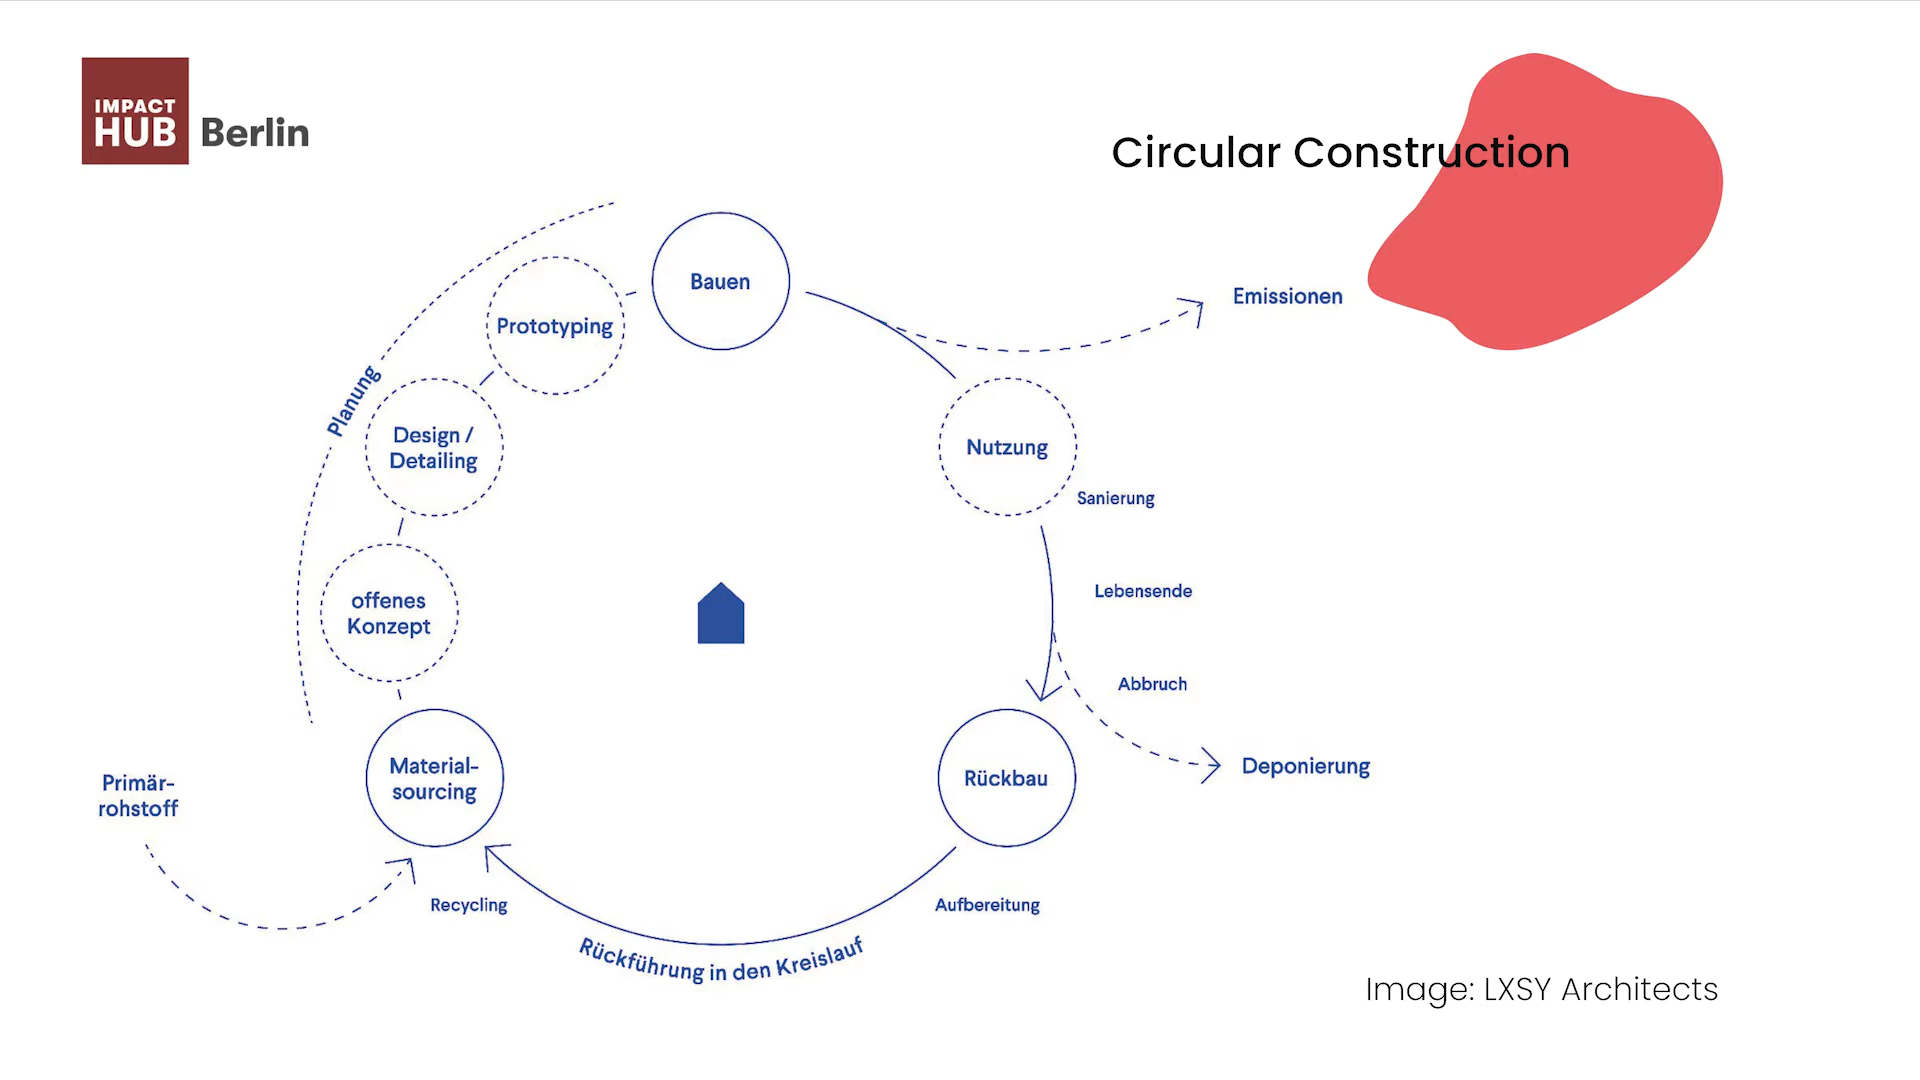 IMPACT
HUB Berlin
Circular Construction
Bauen
Emissionen
Prototyping
Planung
Design /
Detailing
Nutzung
Sanierung
offenes
Konzept
Lebensende
Abbruch
Material-
sourcing
Rückbau
Deponierung
Primär-
rohstoff
Recycling
Aufbereitung
Rückführung in den Kreislauf
Image: LXSY Architects